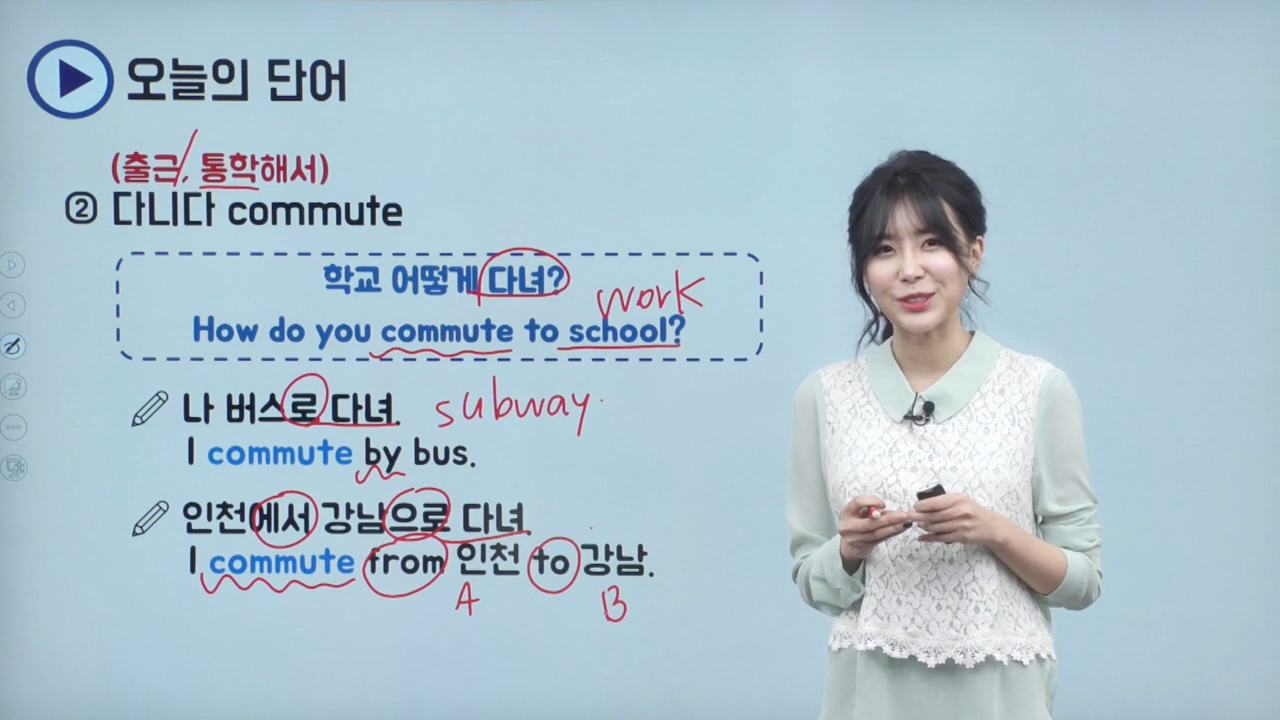 오늘의 단어
(출근/, 통학해서)
② 다니다 commute
학교 어떻게 다녀?
work
How do you commute to school?
나 버스로 다녀.
subway.
I commute by bus.
인천에서 강남으로 다녀.
I commute from 인천 to 강남.
A B